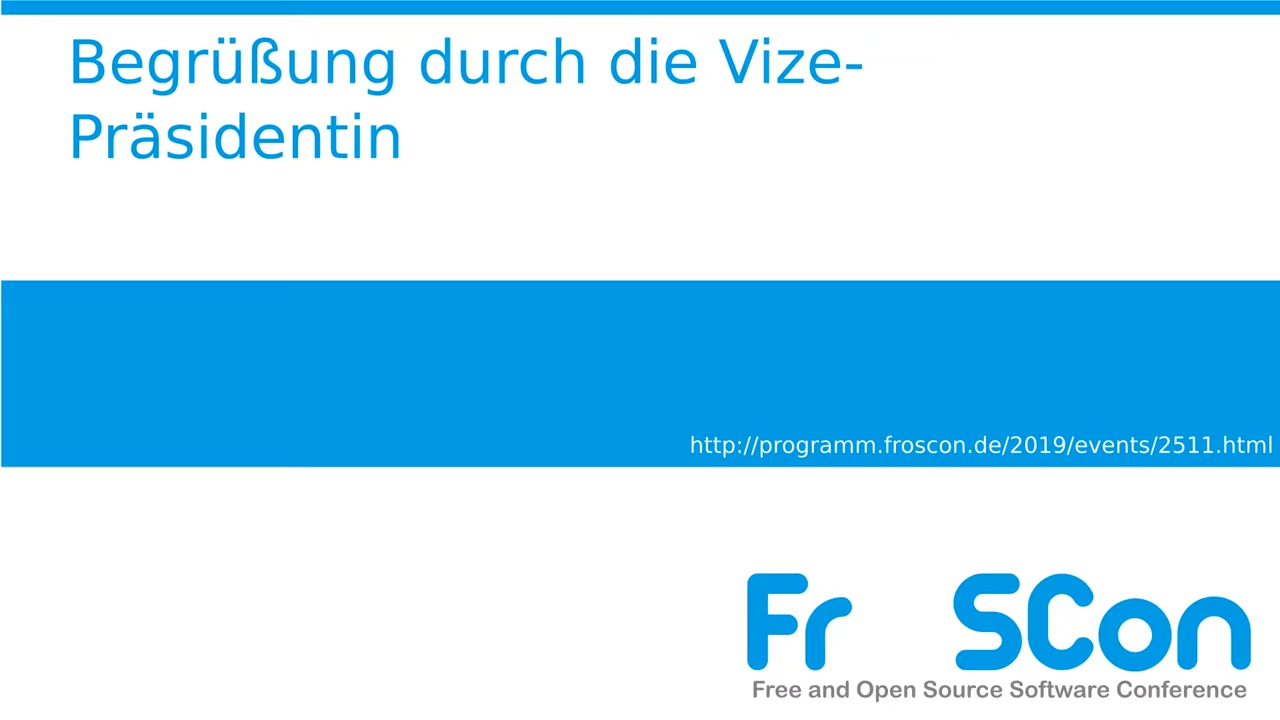 Begrüßung durch die Vize-
Präsidentin
http://programm.froscon.de/2019/events/2511.html
Fr SCon
Free and Open Source Software Conference